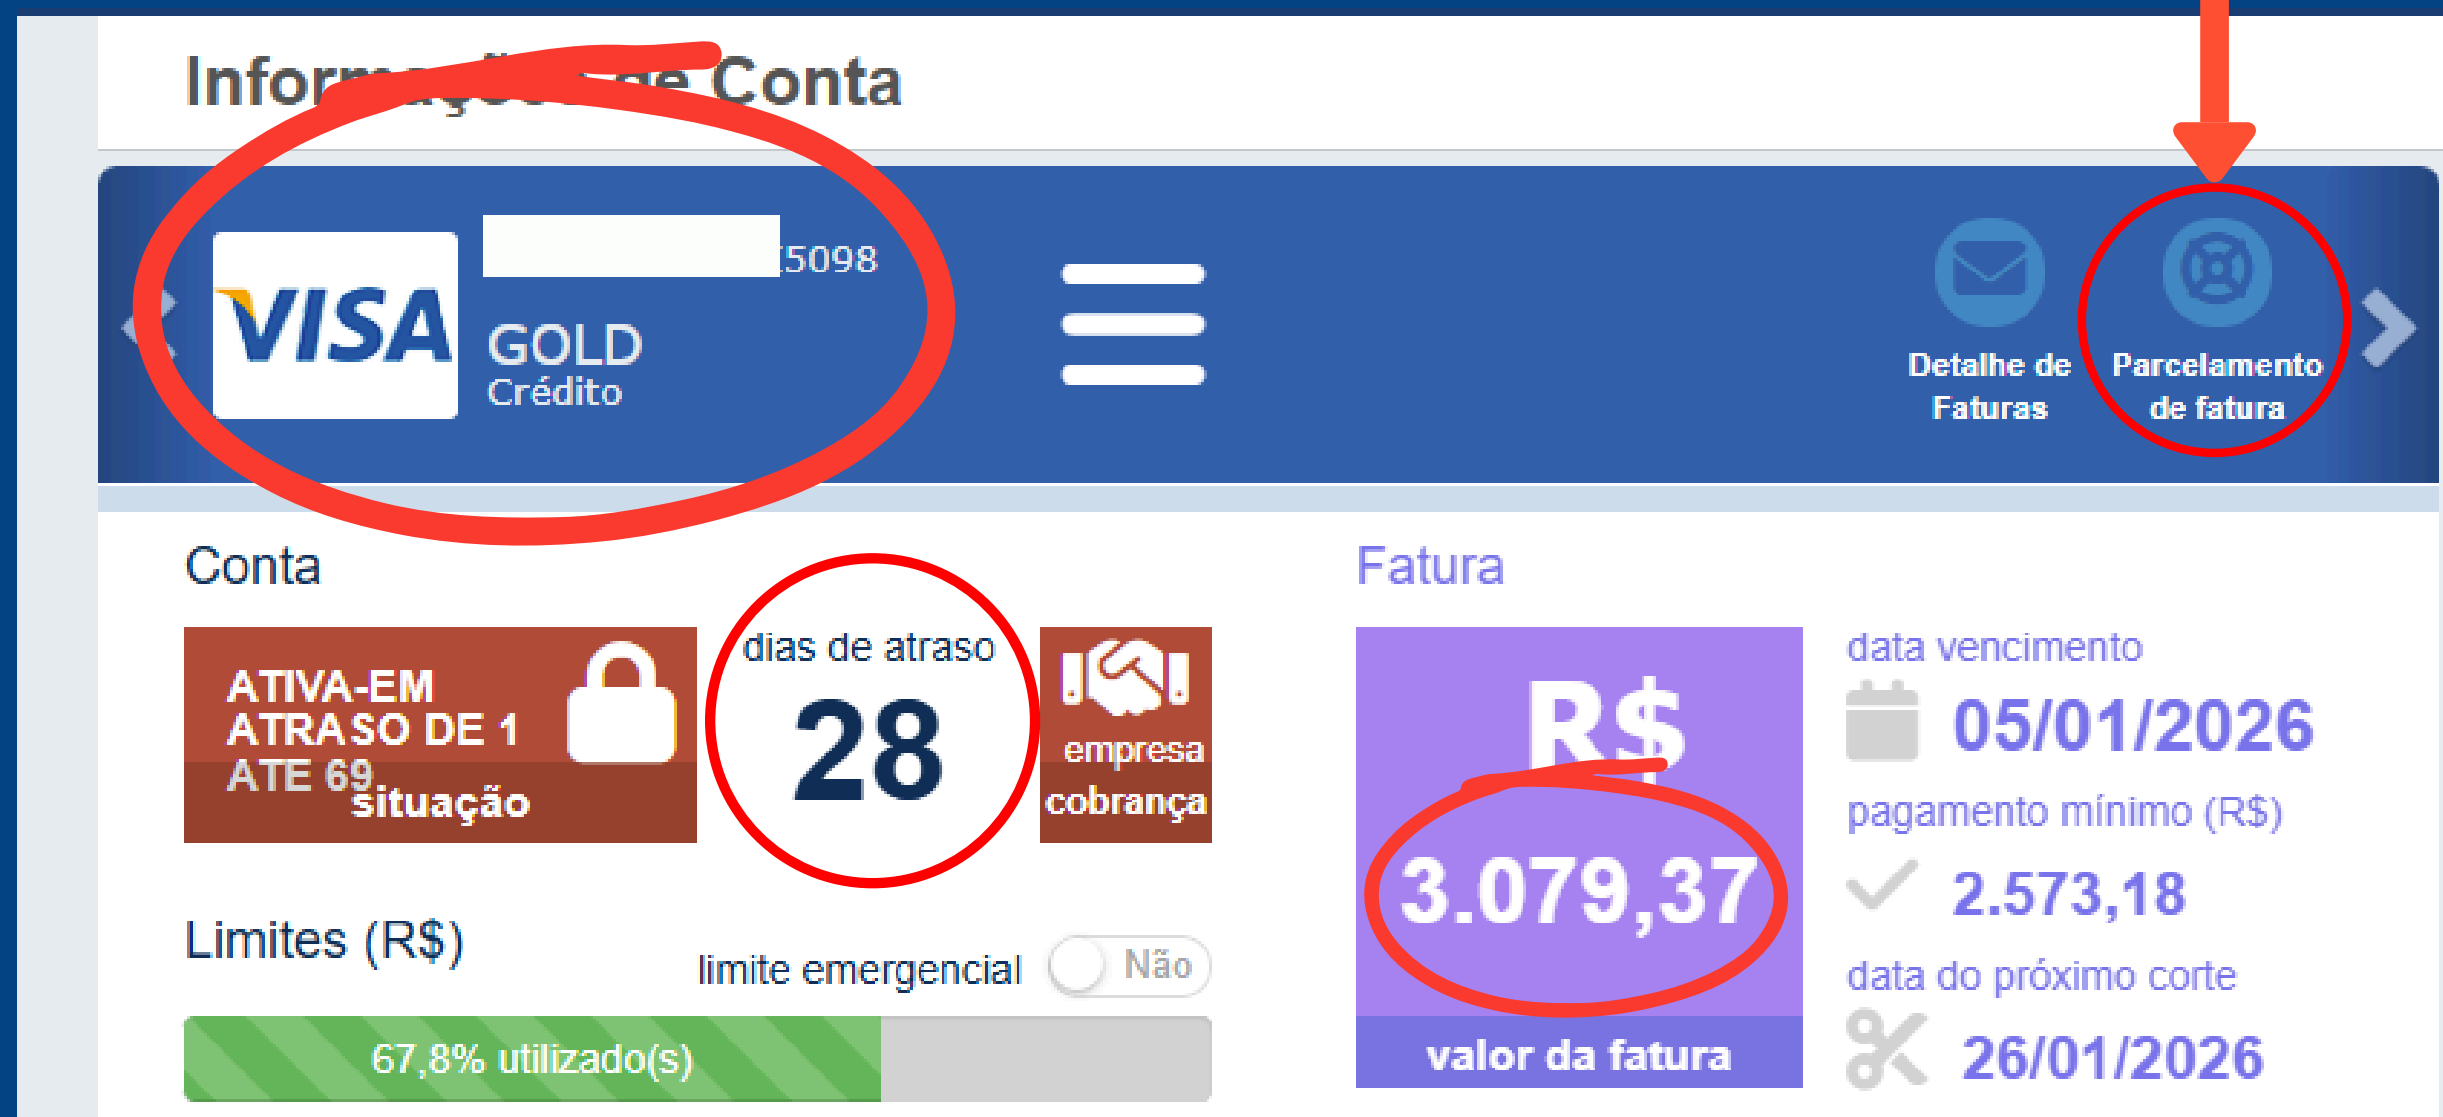 Informações de Conta
5098
VISA
GOLD
Crédito
Detalhe de
Faturas
Parcelamento
de fatura
Conta
ATIVA-EM
ATRASO DE 1
ATE 69
situação
dias de atraso
28
empresa
cobrança
Fatura
R$
3.079,37
valor da fatura
data vencimento
05/01/2026
pagamento mínimo (R$)
2.573,18
data do próximo corte
26/01/2026
Limites (R$)
limite emergencial
Não
67,8% utilizado(s)